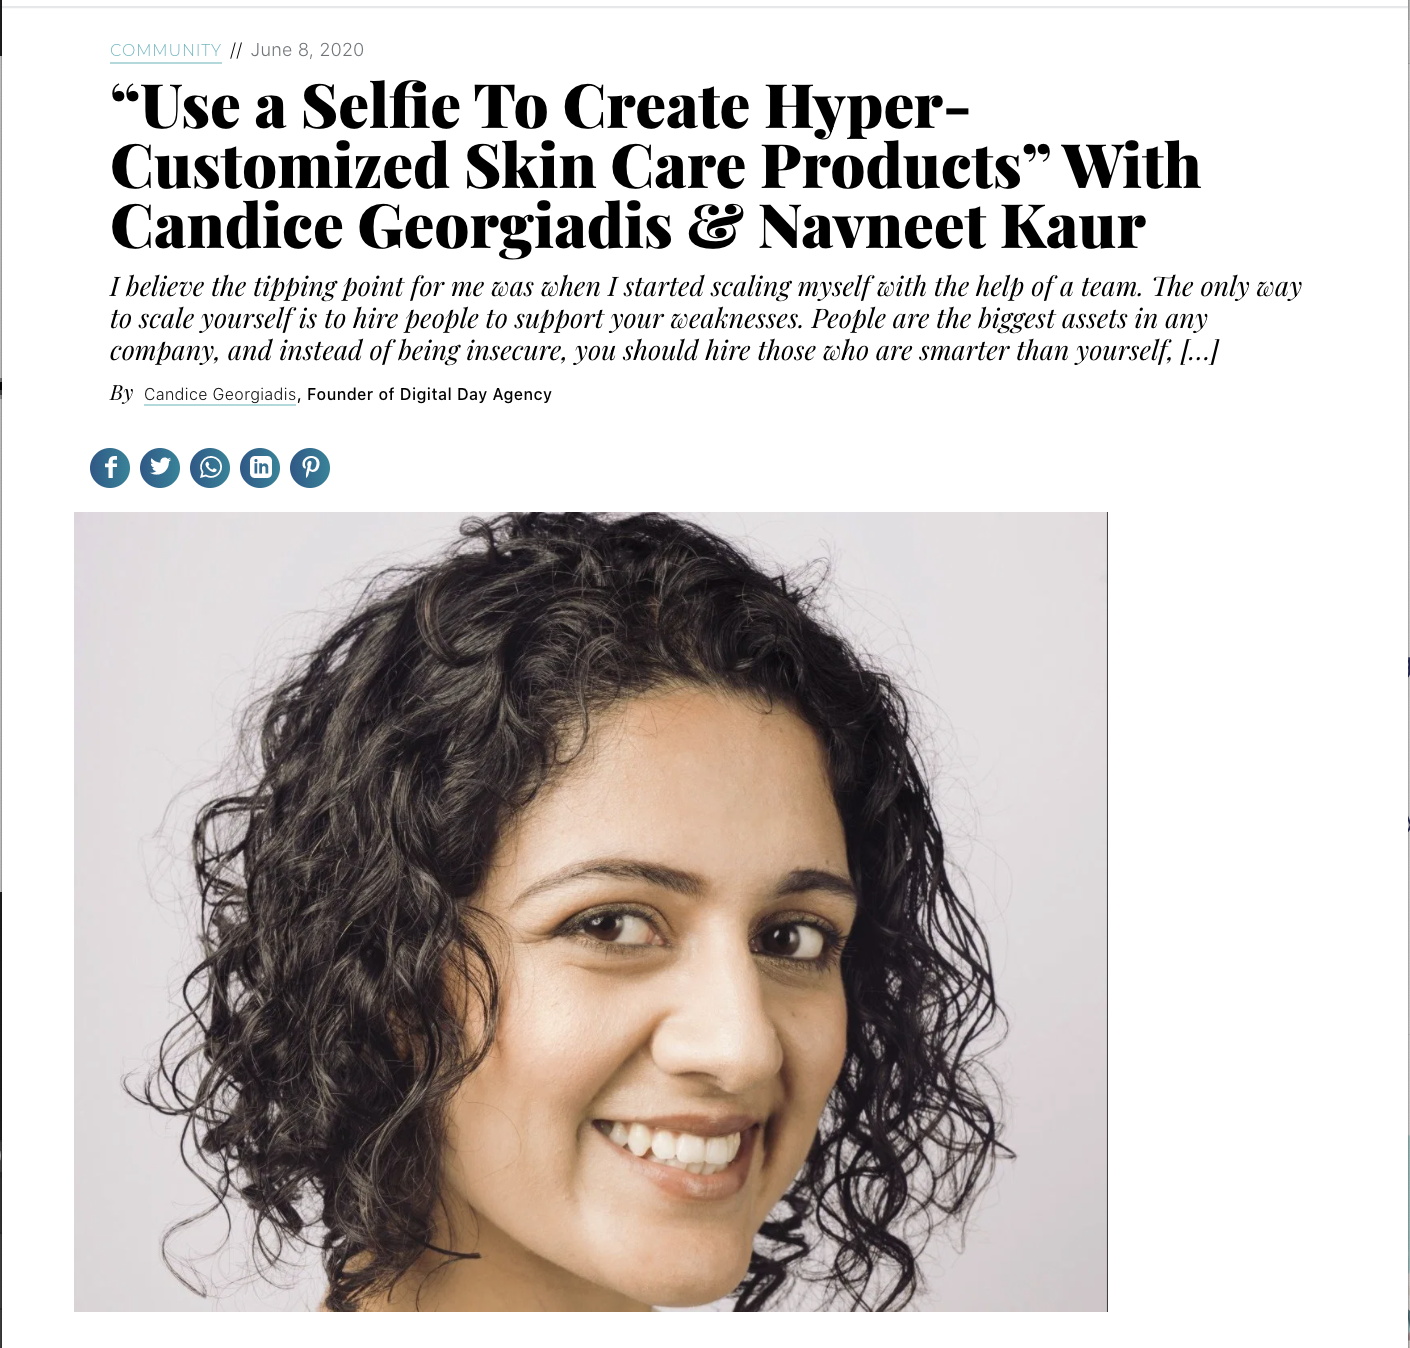 COMMUNITY // June 8, 2020
“Use a Selfie To Create Hyper-
Customized Skin Care Products” With
Candice Georgiadis & Navneet Kaur
I believe the tipping point for me was when I started scaling myself with the help of a team. The only way
to scale yourself is to hire people to support your weaknesses. People are the biggest assets in any
company, and instead of being insecure, you should hire those who are smarter than yourself, [...]
By Candice Georgiadis, Founder of Digital Day Agency